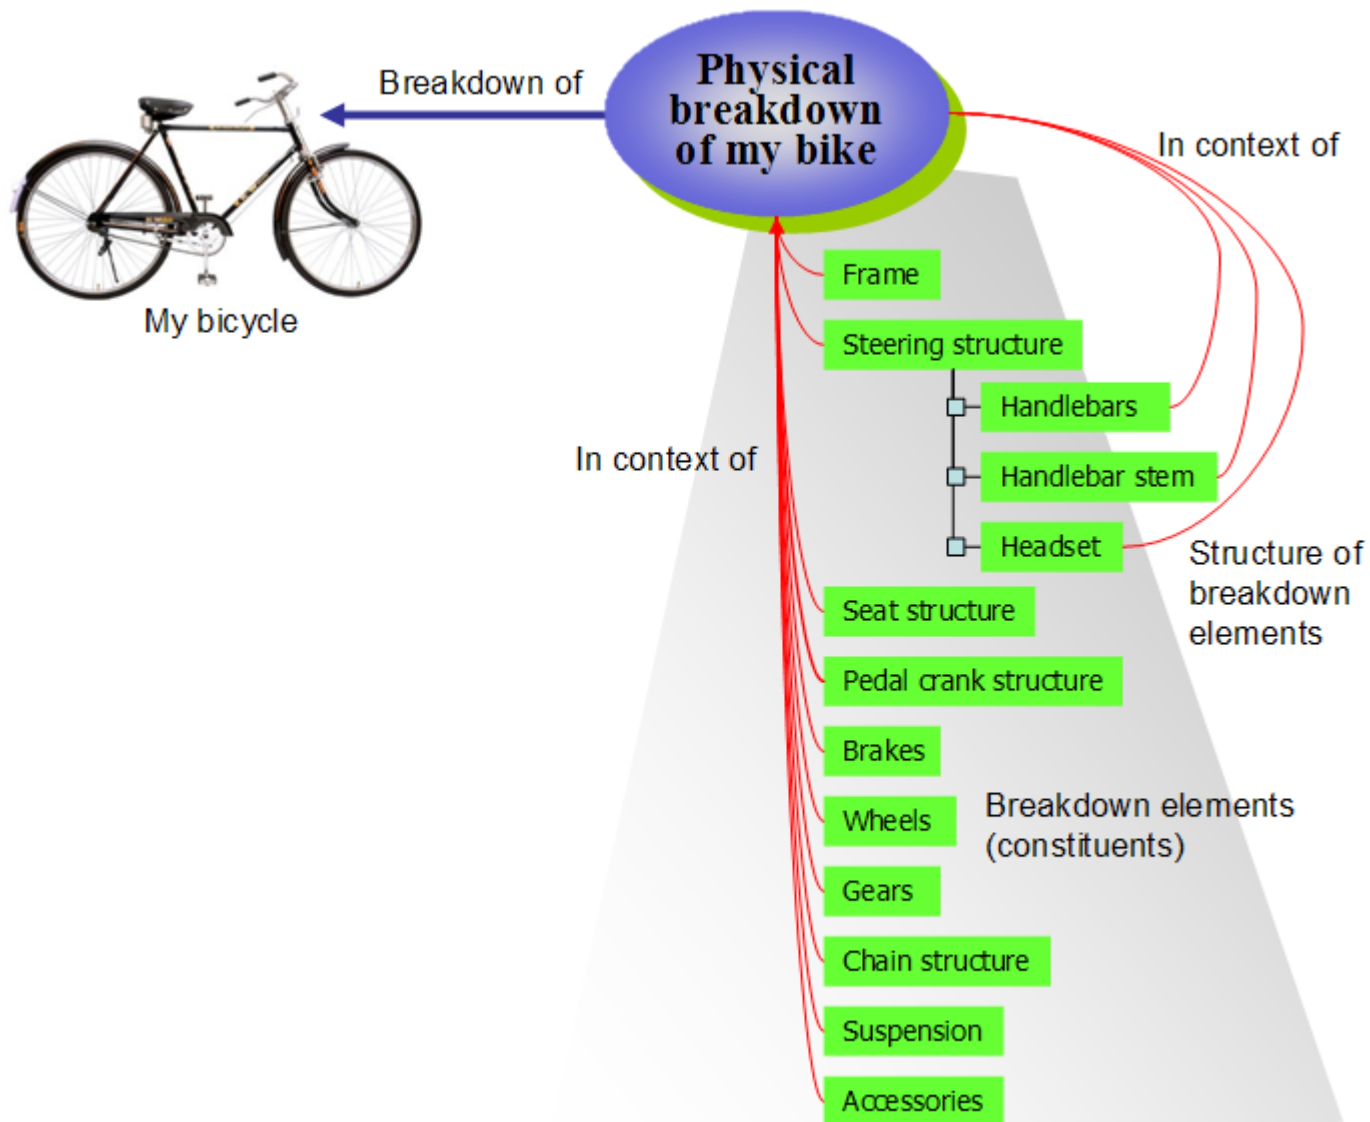 Physical
breakdown
of my bike
Breakdown of
In context of
My bicycle
Frame
Steering structure
Handlebars
In context of
Handlebar stem
Headset
Structure of
breakdown
elements
Seat structure
Pedal crank structure
Brakes
Breakdown elements
(constituents)
Wheels
Gears
Chain structure
Suspension
Accessories